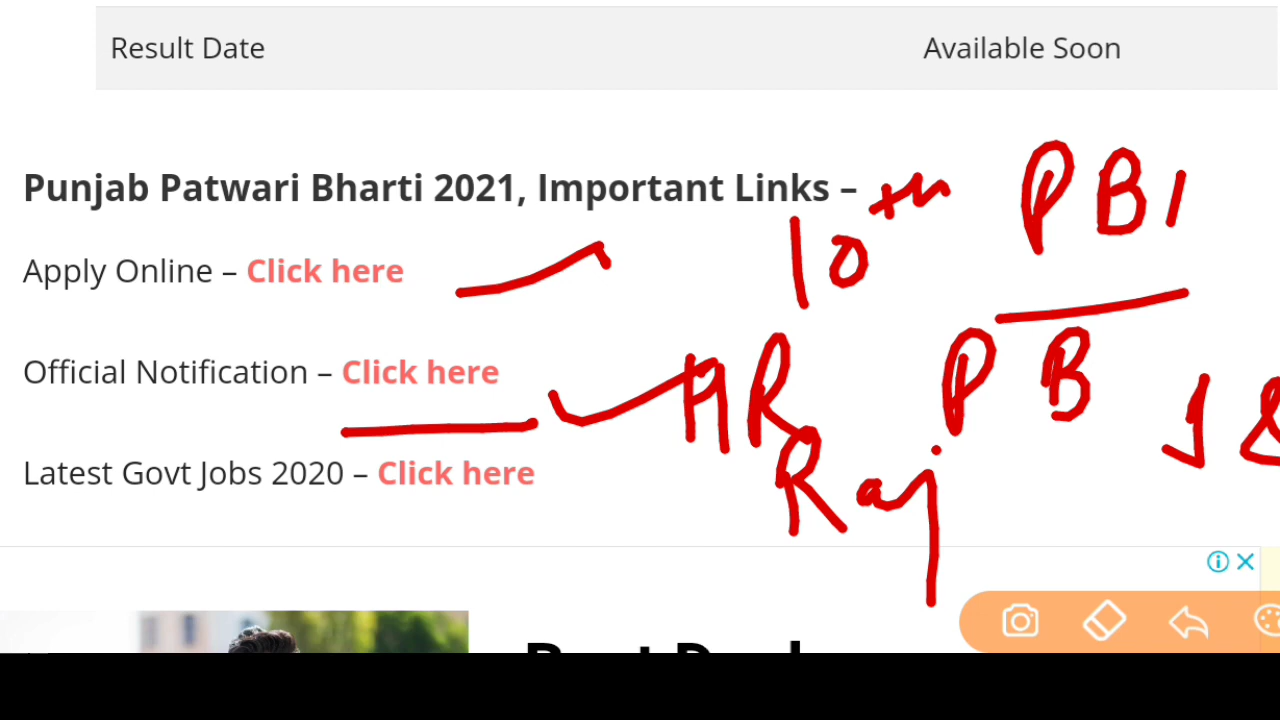 Result Date Available Soon
Punjab Patwari Bharti 2021, Important Links –
10th PB1
Apply Online – Click here
Official Notification – Click here
HR PB J&
Raj
Latest Govt Jobs 2020 – Click here